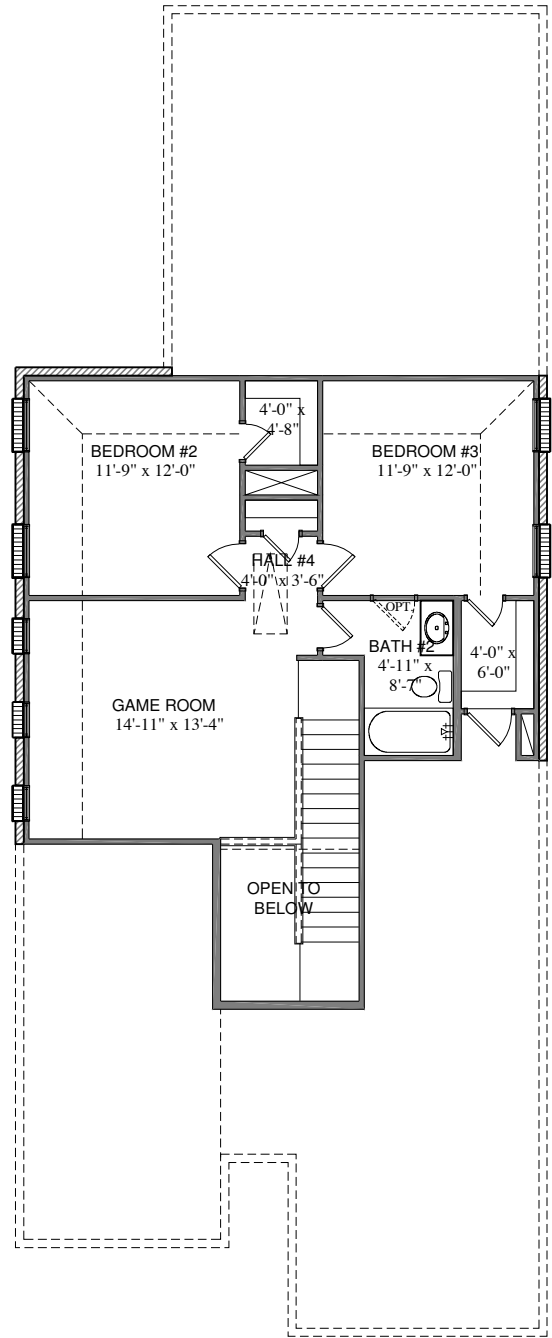 4'-0" x
4'-8"
BEDROOM #2
11'-9" x 12'-0"
BEDROOM #3
11'-9" x 12'-0"
HALL #4
4'-0" x 3'-6"
OPT.
BATH #2
4'-11" x
8'-7"
4'-0" x
6'-0"
GAME ROOM
14'-11" x 13'-4"
OPEN TO
BELOW